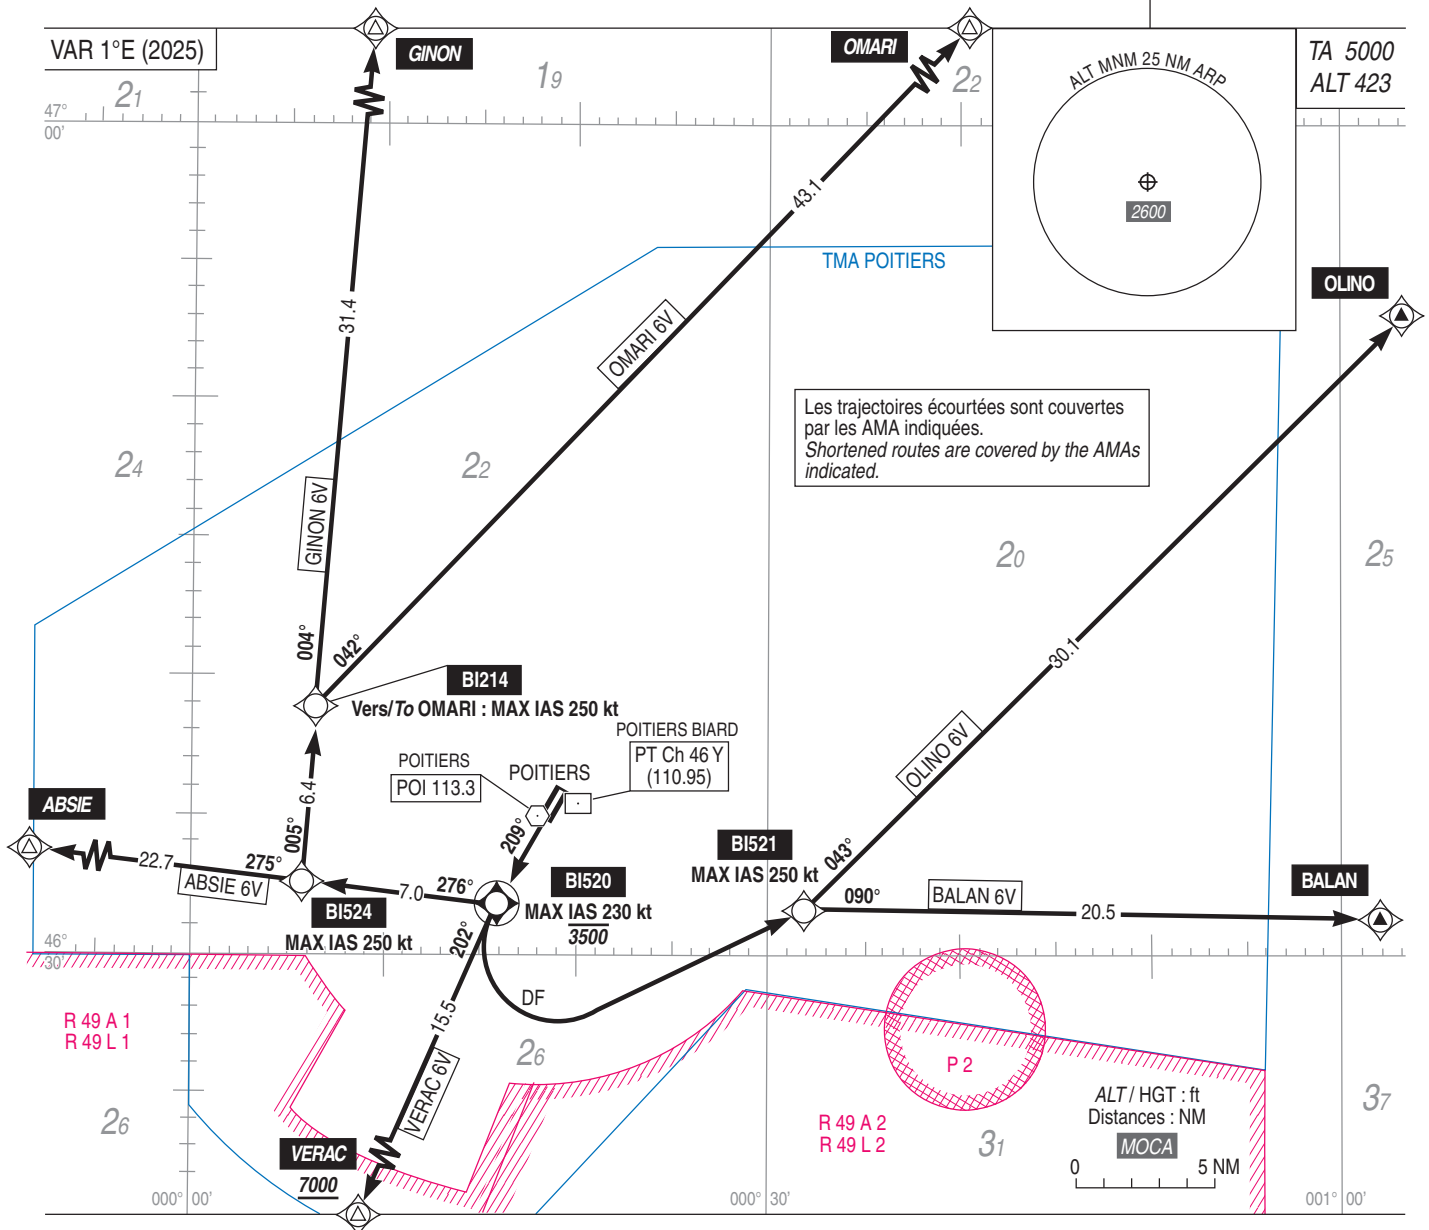 VAR 1°E (2025)
GINON
OMARI
TA 5000
ALT 423
ALT MNM 25 NM ARP
2600
21
19
22
47°
00'
43.1
TMA POITIERS
OLINO
31.4
OMARI 6V
Les trajectoires écourtées sont couvertes
par les AMA indiquées.
Shortened routes are covered by the AMAs
indicated.
24
22
GINON 6V
20
25
004°
042°
30.1
BI214
Vers/To OMARI : MAX IAS 250 kt
POITIERS BIARD
PT Ch 46 Y
(110.95)
POITIERS
POI 113.3
POITIERS
OLINO 6V
ABSIE
6.4
005°
209°
BI521
MAX IAS 250 kt
043°
22.7
275°
ABSIE 6V
7.0
276°
BI520
MAX IAS 230 kt
3500
090°
BALAN 6V
20.5
BALAN
BI524
MAX IAS 250 kt
202°
46°
30'
DF
15.5
R 49 A 1
R 49 L 1
26
VERAC 6V
P 2
26
R 49 A 2
R 49 L 2
31
ALT / HGT : ft
Distances : NM
MOCA
0 5 NM
37
VERAC
7000
000° 00'
000° 30'
001° 00'